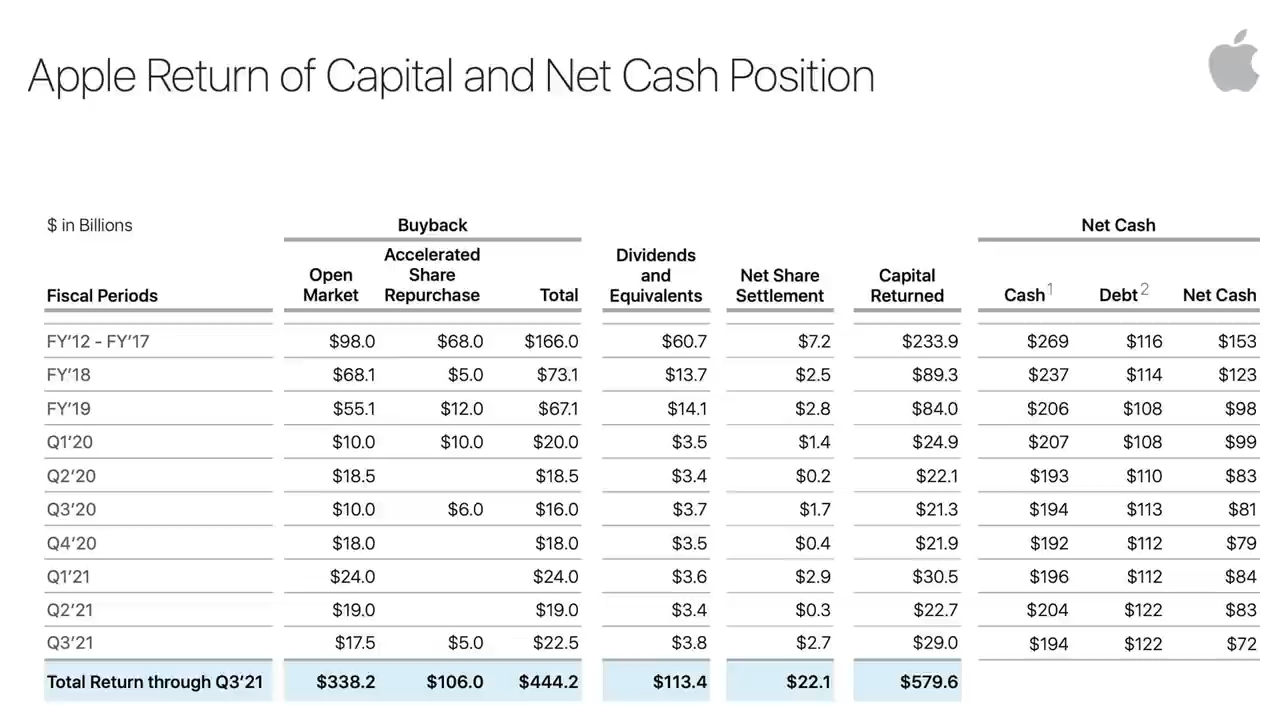 Apple Return of Capital and Net Cash Position
$ in Billions Buyback Net Cash
Fiscal Periods Open Market Accelerated Share Repurchase Total Dividends and Equivalents Net Share Settlement Capital Returned Cash1 Debt2 Net Cash
FY’12 - FY’17 $98.0 $68.0 $166.0 $60.7 $7.2 $233.9 $269 $116 $153
FY’18 $68.1 $5.0 $73.1 $13.7 $2.5 $89.3 $237 $114 $123
FY’19 $55.1 $12.0 $67.1 $14.1 $2.8 $84.0 $206 $108 $98
Q1’20 $10.0 $10.0 $20.0 $3.5 $1.4 $24.9 $207 $108 $99
Q2’20 $18.5 $18.5 $3.4 $0.2 $22.1 $193 $110 $83
Q3’20 $10.0 $6.0 $16.0 $3.7 $1.7 $21.3 $194 $113 $81
Q4’20 $18.0 $18.0 $3.5 $0.4 $21.9 $192 $112 $79
Q1’21 $24.0 $24.0 $3.6 $2.9 $30.5 $196 $112 $84
Q2’21 $19.0 $19.0 $3.4 $0.3 $22.7 $204 $122 $83
Q3’21 $17.5 $5.0 $22.5 $3.8 $2.7 $29.0 $194 $122 $72
Total Return through Q3’21 $338.2 $106.0 $444.2 $113.4 $22.1 $579.6